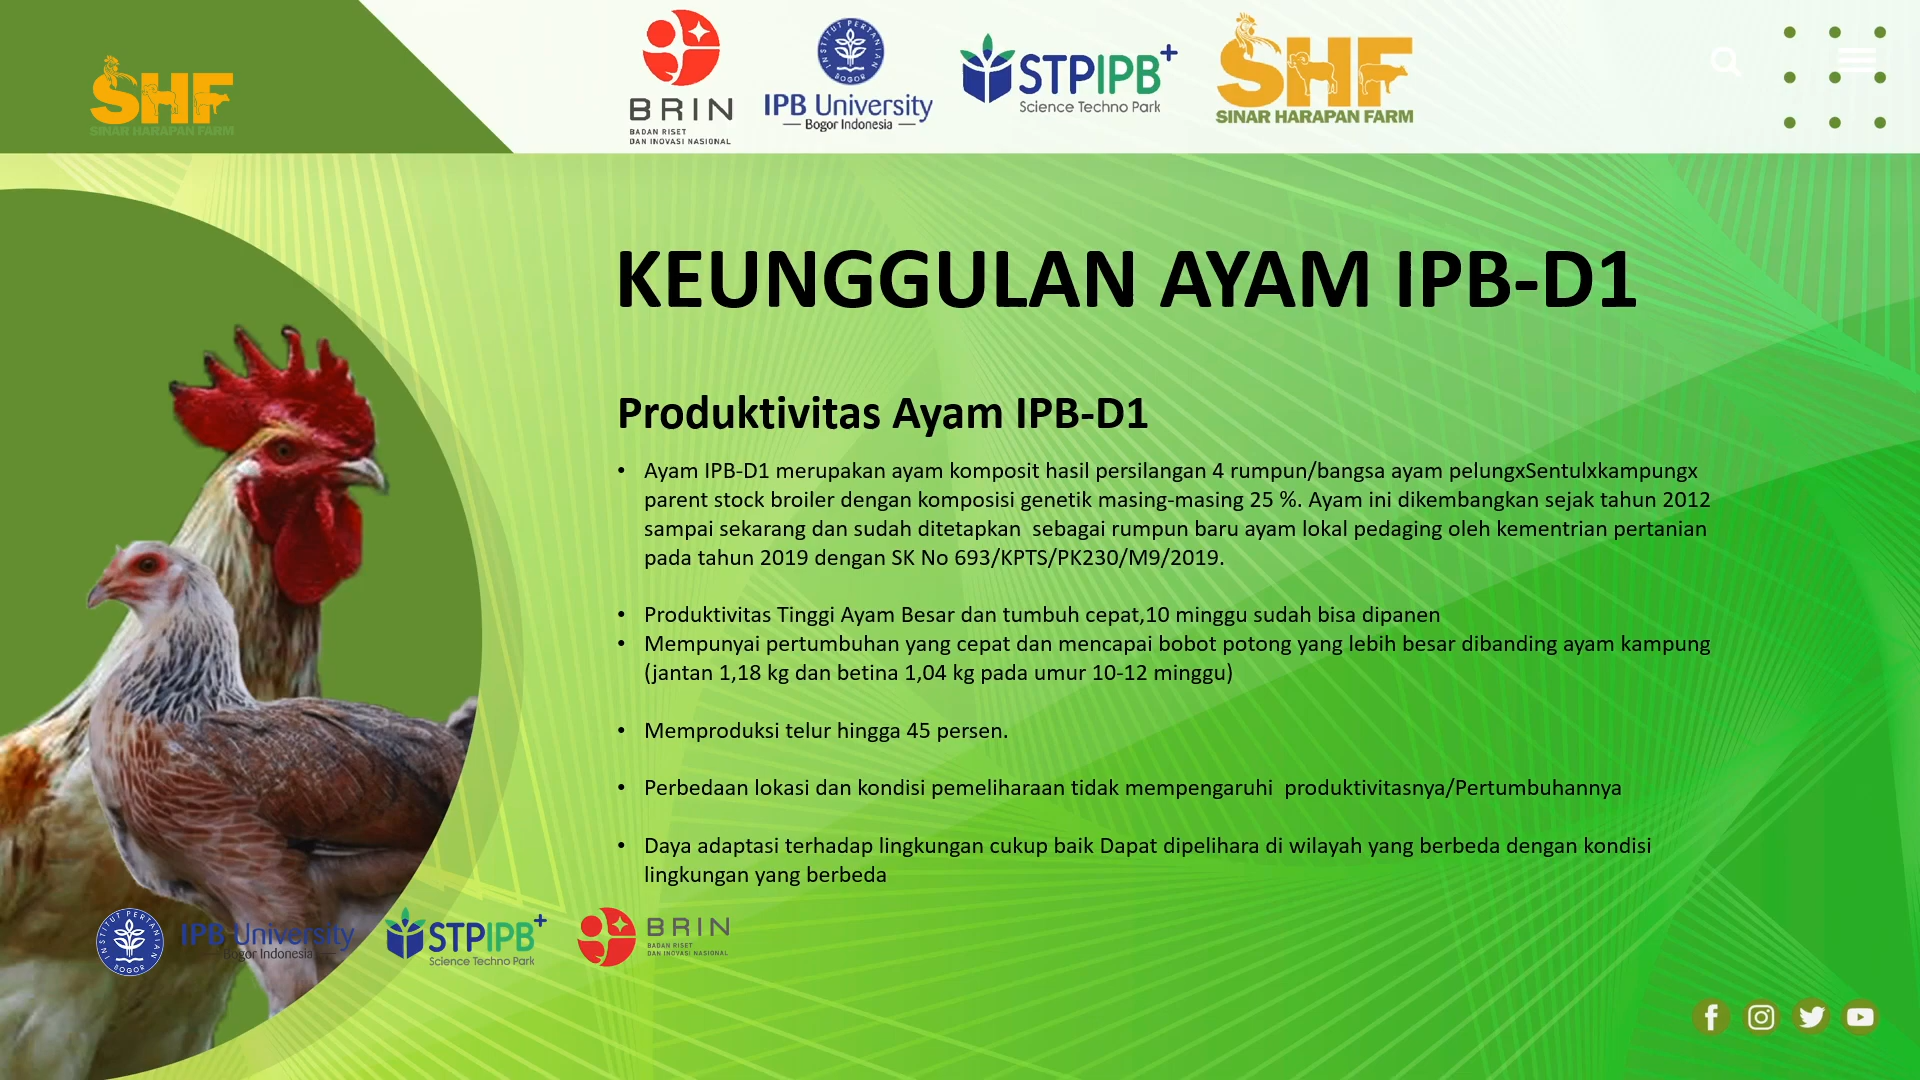 SHF
SINAR HARAPAN FARM
BRIN
BADAN RISET
DAN INOVASI NASIONAL
INSTITUT PERTANIAN
BOGOR
IPB University
Bogor Indonesia
STPIPB+
Science Techno Park
SHF
SINAR HARAPAN FARM
KEUNGGULAN AYAM IPB-D1
Produktivitas Ayam IPB-D1
• Ayam IPB-D1 merupakan ayam komposit hasil persilangan 4 rumpun/bangsa ayam pelungxSentulxkampungx
parent stock broiler dengan komposisi genetik masing-masing 25 %. Ayam ini dikembangkan sejak tahun 2012
sampai sekarang dan sudah ditetapkan  sebagai rumpun baru ayam lokal pedaging oleh kementrian pertanian
pada tahun 2019 dengan SK No 693/KPTS/PK230/M9/2019.
• Produktivitas Tinggi Ayam Besar dan tumbuh cepat,10 minggu sudah bisa dipanen
• Mempunyai pertumbuhan yang cepat dan mencapai bobot potong yang lebih besar dibanding ayam kampung
(jantan 1,18 kg dan betina 1,04 kg pada umur 10-12 minggu)
• Memproduksi telur hingga 45 persen.
• Perbedaan lokasi dan kondisi pemeliharaan tidak mempengaruhi  produktivitasnya/Pertumbuhannya
• Daya adaptasi terhadap lingkungan cukup baik Dapat dipelihara di wilayah yang berbeda dengan kondisi
lingkungan yang berbeda
INSTITUT PERTANIAN
BOGOR
IPB University
Bogor Indonesia
STPIPB+
Science Techno Park
BRIN
BADAN RISET
DAN INOVASI NASIONAL